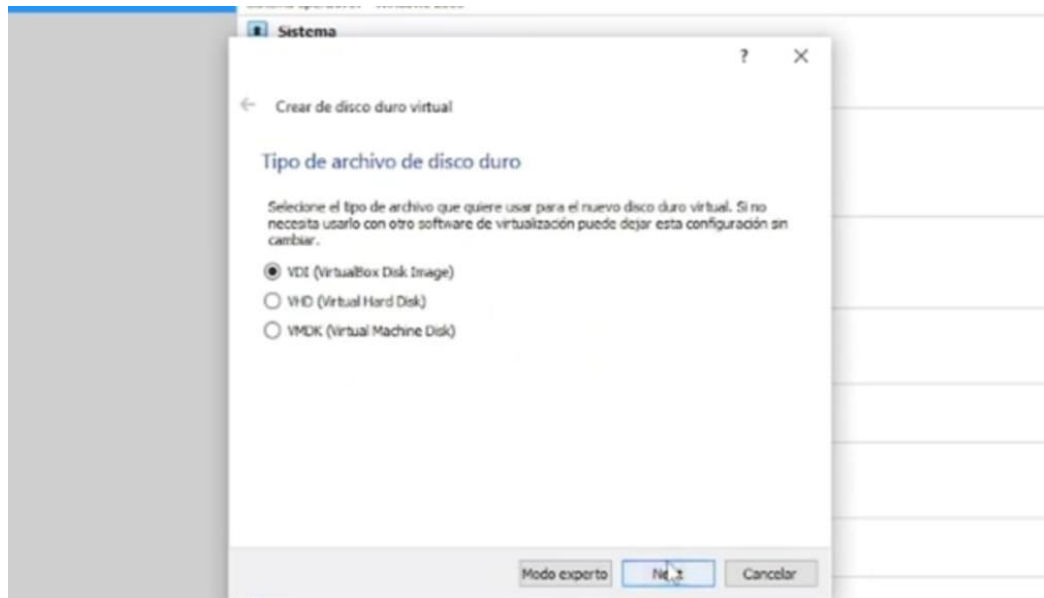 Sistema
?
Crear de disco duro virtual
Tipo de archivo de disco duro
Selecione el tipo de archivo que quiere usar para el nuevo disco duro virtual. Si no
necesita usarlo con otro software de virtualización puede dejar esta configuración sin
cambiar.
VDI (VirtualBox Disk Image)
VHD (Virtual Hard Disk)
VMDK (Virtual Machine Disk)
Modo experto
Next
Cancelar